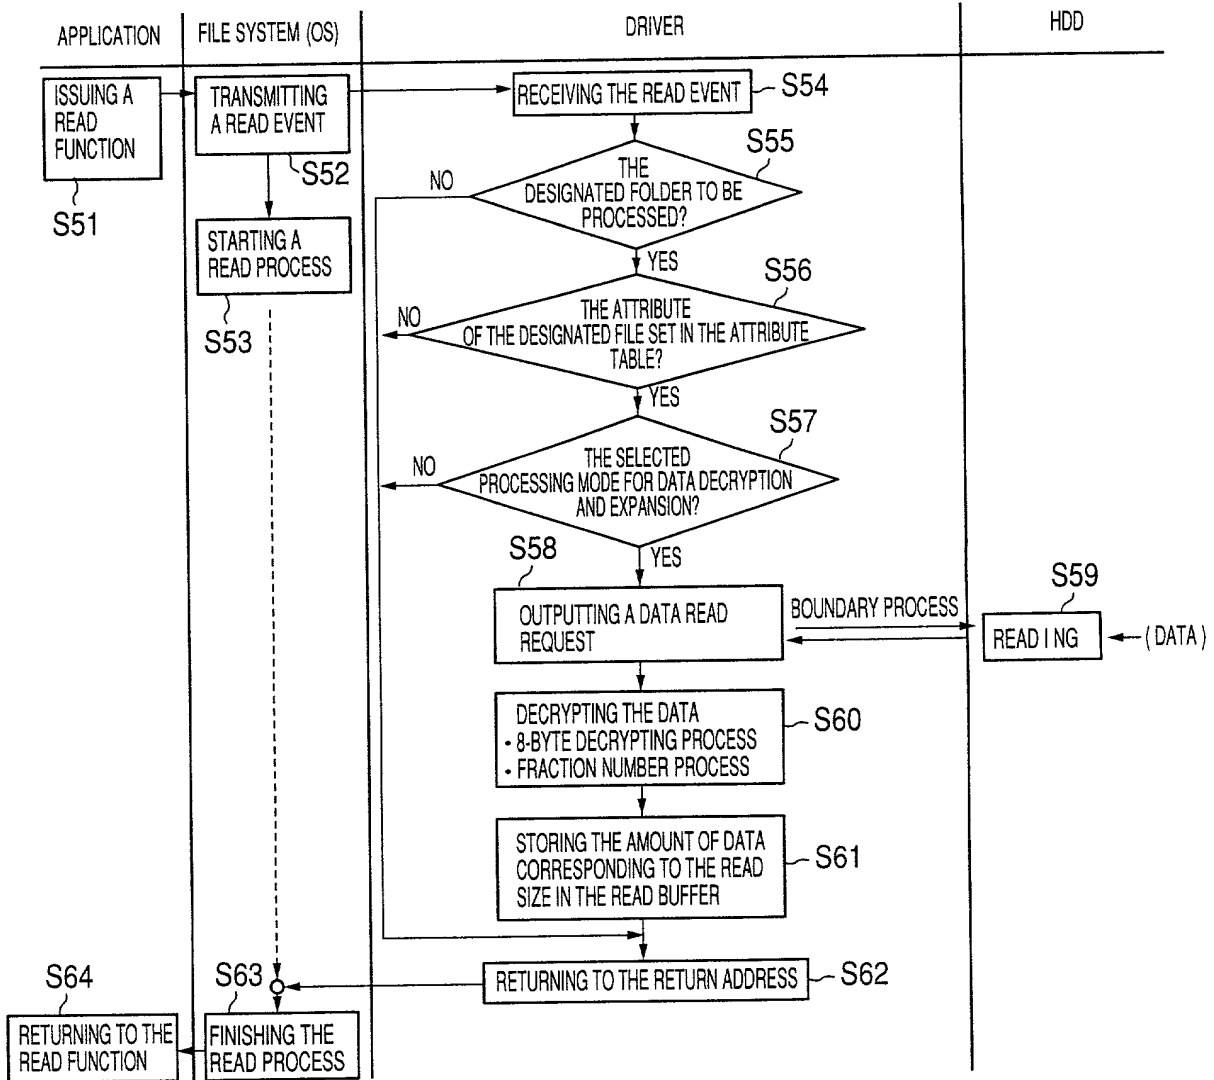 APPLICATION
FILE SYSTEM (OS)
DRIVER
HDD
ISSUING A
READ
FUNCTION
S51
TRANSMITTING
A READ EVENT
S52
STARTING A
READ PROCESS
S53
RECEIVING THE READ EVENT
S54
THE
DESIGNATED FOLDER TO BE
PROCESSED?
S55
NO
YES
THE ATTRIBUTE
OF THE DESIGNATED FILE SET IN THE ATTRIBUTE
TABLE?
S56
NO
YES
THE SELECTED
PROCESSING MODE FOR DATA DECRYPTION
AND EXPANSION?
S57
NO
YES
S58
OUTPUTTING A DATA READ
REQUEST
BOUNDARY PROCESS
S59
READ I NG
( DATA )
DECRYPTING THE DATA
• 8-BYTE DECRYPTING PROCESS
• FRACTION NUMBER PROCESS
S60
STORING THE AMOUNT OF DATA
CORRESPONDING TO THE READ
SIZE IN THE READ BUFFER
S61
RETURNING TO THE RETURN ADDRESS
S62
S63
FINISHING THE
READ PROCESS
S64
RETURNING TO THE
READ FUNCTION